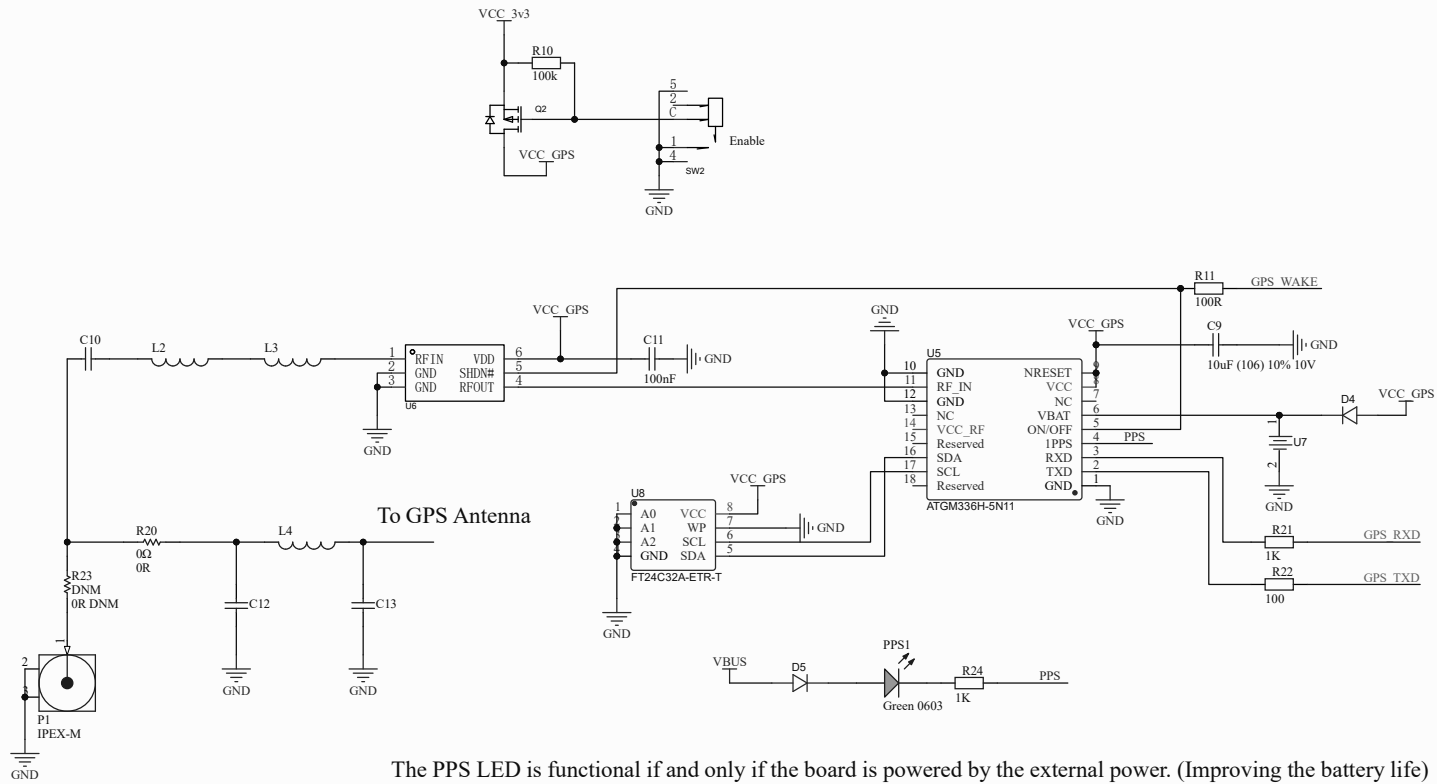 VCC_3v3
R10
100k
Q2
VCC_GPS
5
2
C
1
4
Enable
SW2
GND
R11
100R
GPS_WAKE
C10
L2
L3
1 RFIN VDD 6
2 GND SHDN# 5
3 GND RFOUT 4
U6
GND
VCC_GPS
C11
100nF
GND
GND
VCC_GPS
C9
10uF (106) 10% 10V
GND
U5
10 GND NRESET 9
11 RF_IN VCC 8
12 GND NC 7
13 NC VBAT 6
14 VCC_RF ON/OFF 5
15 Reserved 1PPS 4 PPS
16 SDA RXD 3
17 SCL TXD 2
18 Reserved GND 1
ATGM336H-5N11
GND
D4
VCC_GPS
1
U7
2
GND
R21
1K
GPS_RXD
R22
100
GPS_TXD
VCC_GPS
U8
1 A0 VCC 8
2 A1 WP 7
3 A2 SCL 6
4 GND SDA 5
FT24C32A-ETR-T
GND
GND
To GPS Antenna
R20
0Ω
0R
L4
R23
DNM
0R DNM
C12
C13
GND
GND
1
2
3
P1
IPEX-M
GND
VBUS
D5
PPS1
Green 0603
R24
1K
PPS
The PPS LED is functional if and only if the board is powered by the external power. (Improving the battery life)